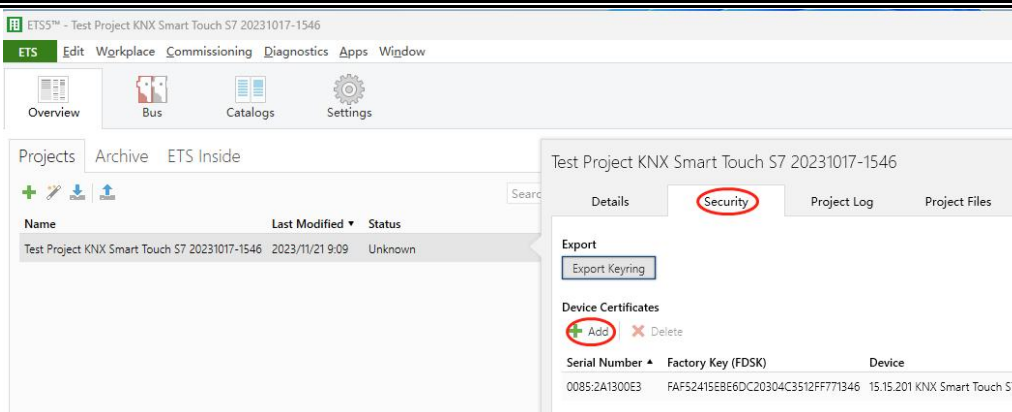 ETS5™ - Test Project KNX Smart Touch S7 20231017-1546
ETS Edit Workplace Commissioning Diagnostics Apps Window
Overview Bus Catalogs Settings
Projects Archive ETS Inside
Searc
Name Last Modified Status
Test Project KNX Smart Touch S7 20231017-1546 2023/11/21 9:09 Unknown
Test Project KNX Smart Touch S7 20231017-1546
Details Security Project Log Project Files
Export
Export Keyring
Device Certificates
Add Delete
Serial Number Factory Key (FDSK) Device
0085:2A1300E3 FAF52415EBE6DC20304C3512FF771346 15.15.201 KNX Smart Touch S